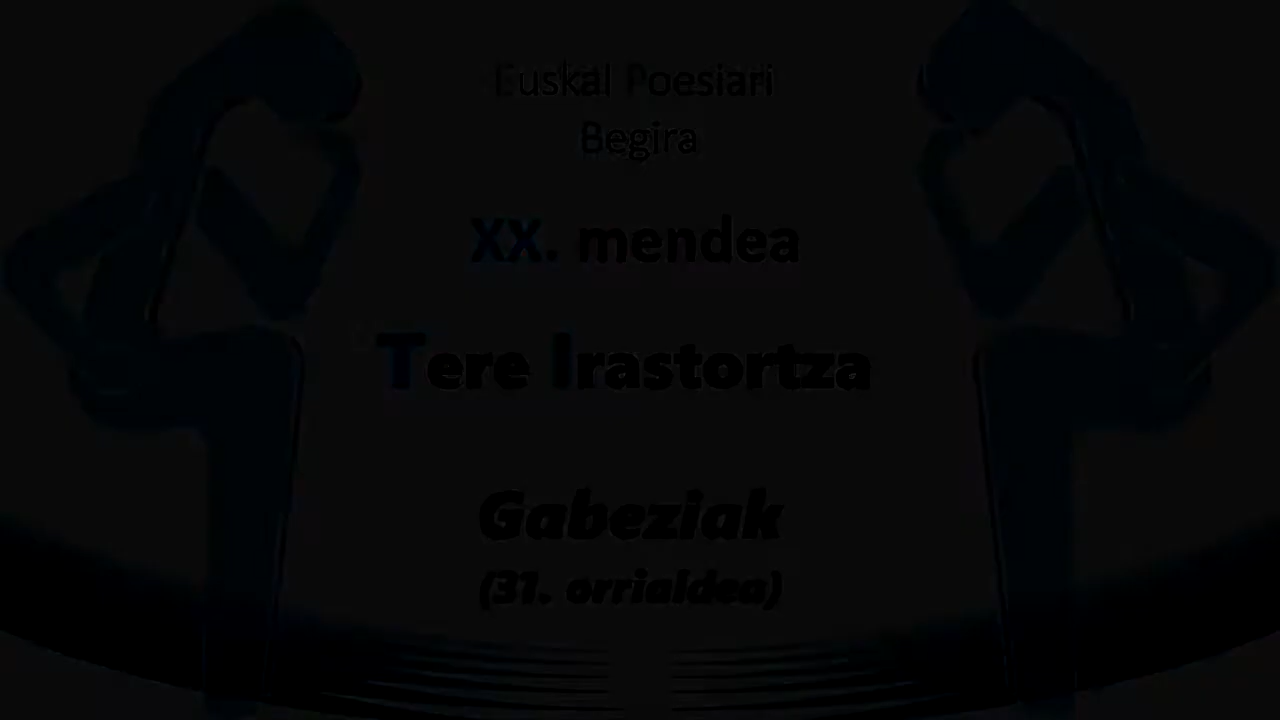 Euskal Poesiari
Begira
XX. mendea
Tere Irastortza
Gabeziak
(31. orrialdea)